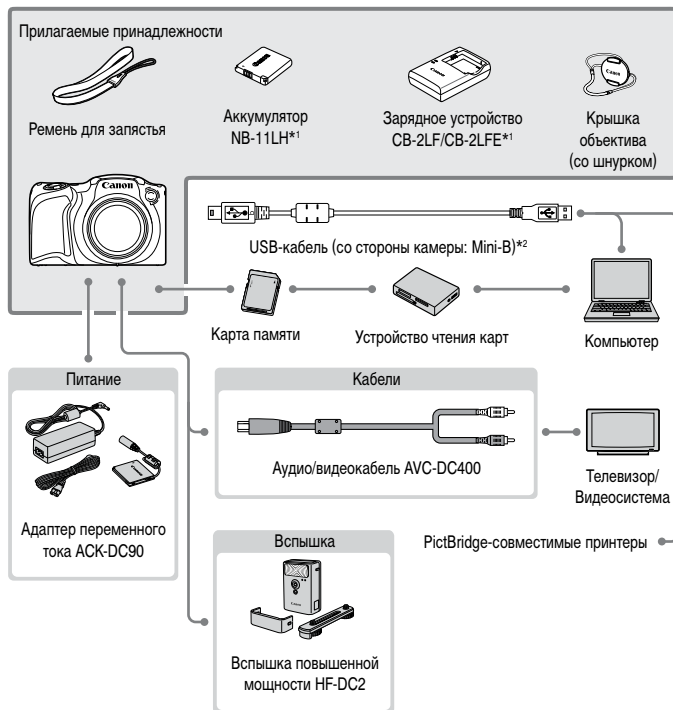 Прилагаемые принадлежности
Ремень для запястья
Аккумулятор
NB-11LH*1
Зарядное устройство
CB-2LF/CB-2LFE*1
Крышка
объектива
(со шнурком)
Canon
USB-кабель (со стороны камеры: Mini-B)*2
Карта памяти
Устройство чтения карт
Компьютер
Питание
Адаптер переменного
тока ACK-DC90
Кабели
Аудио/видеокабель AVC-DC400
Телевизор/
Видеосистема
Вспышка
Вспышка повышенной
мощности HF-DC2
PictBridge-совместимые принтеры